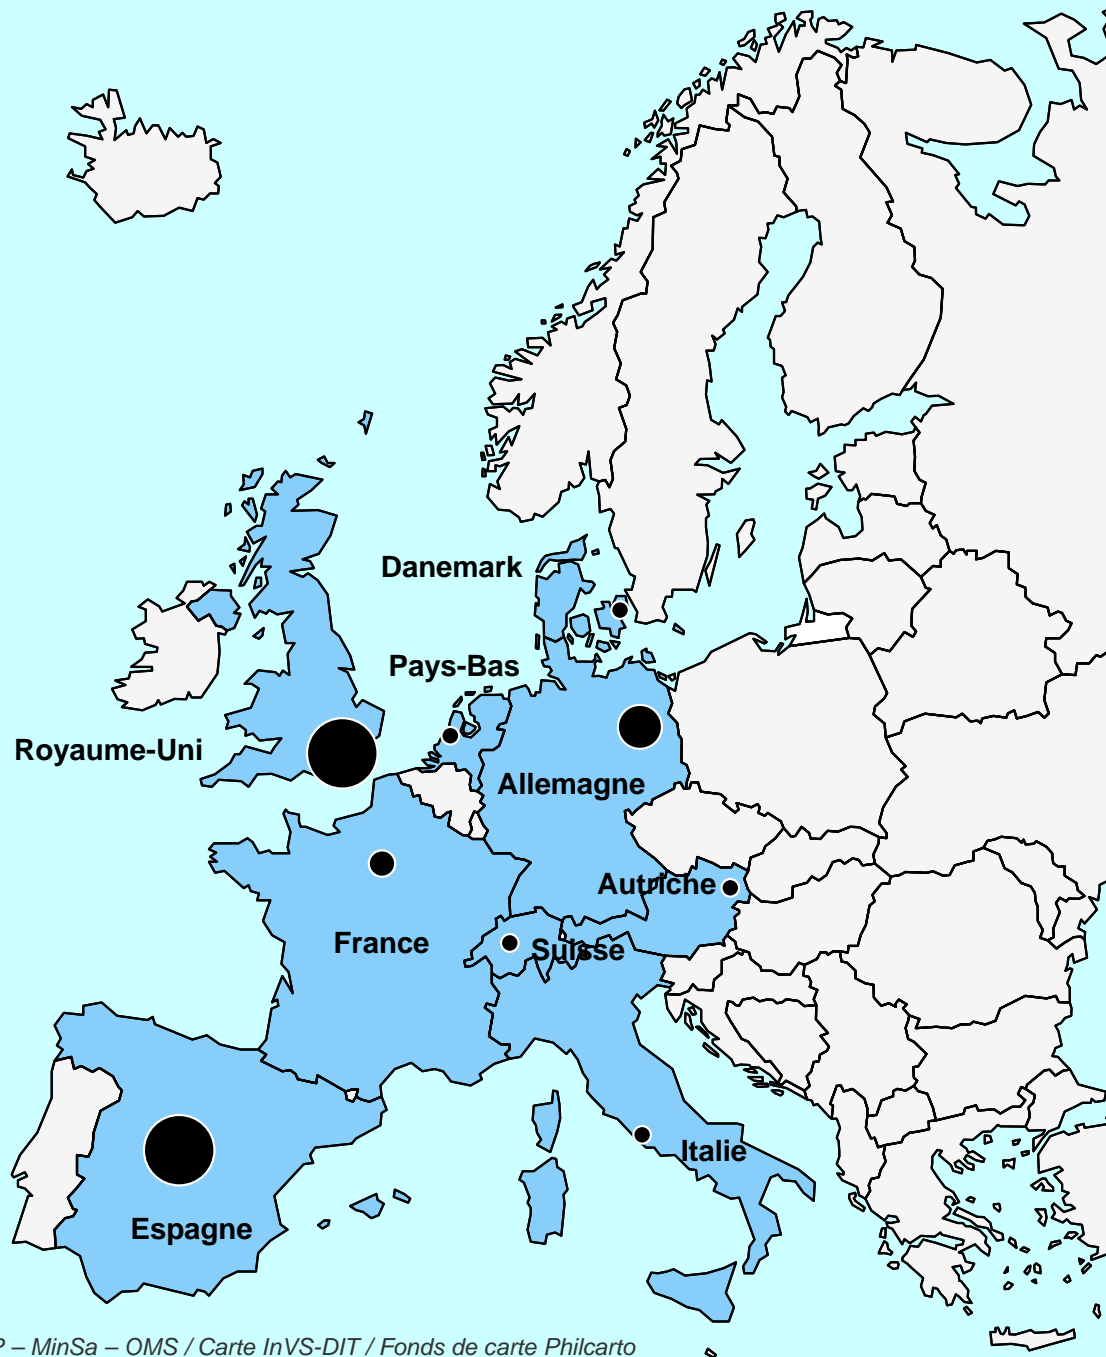 Danemark
Pays-Bas
Royaume-Uni
Allemagne
Autriche
France
Suisse
Italie
Espagne
– MinSa – OMS / Carte InVS-DIT / Fonds de carte Philcarto